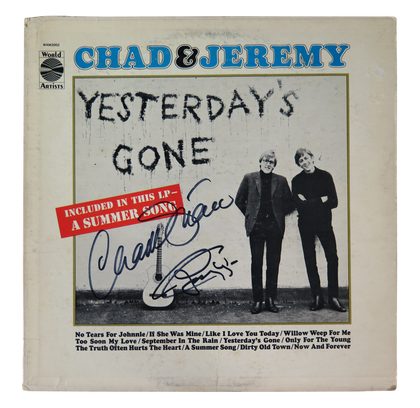 WAM2002
World
Artists
CHAD & JEREMY
YESTERDAY'S
GONE
INCLUDED IN THIS LP—
A SUMMER SONG
No Tears For Johnnie/If She Was Mine/Like I Love You Today/Willow Weep For Me
Too Soon My Love/September In The Rain/Yesterday's Gone/Only For The Young
The Truth Often Hurts The Heart/A Summer Song/Dirty Old Town/Now And Forever